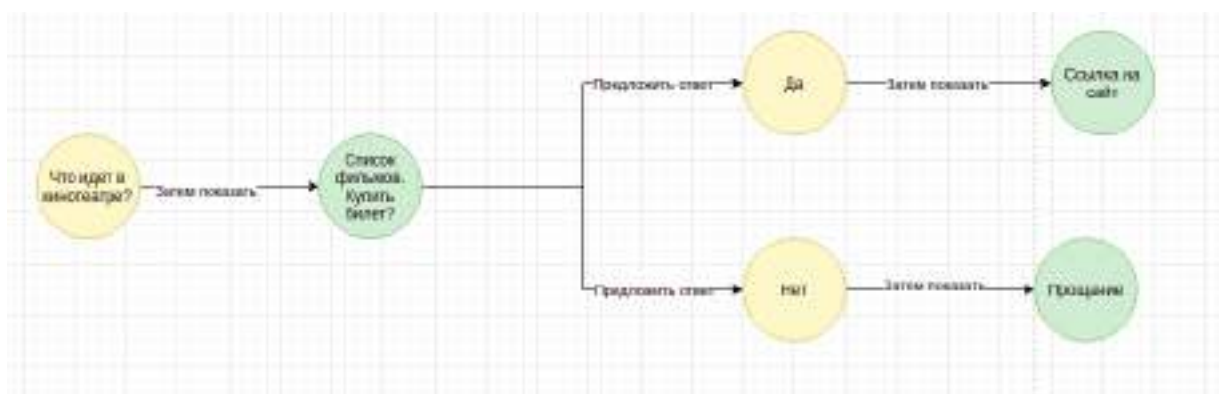 Что идет в
кинотеатре?
Затем показать
Список
фильмов.
Купить
билет?
Предложить ответ
Да
Затем показать
Ссылка на
сайт
Предложить ответ
Нет
Затем показать
Прощание